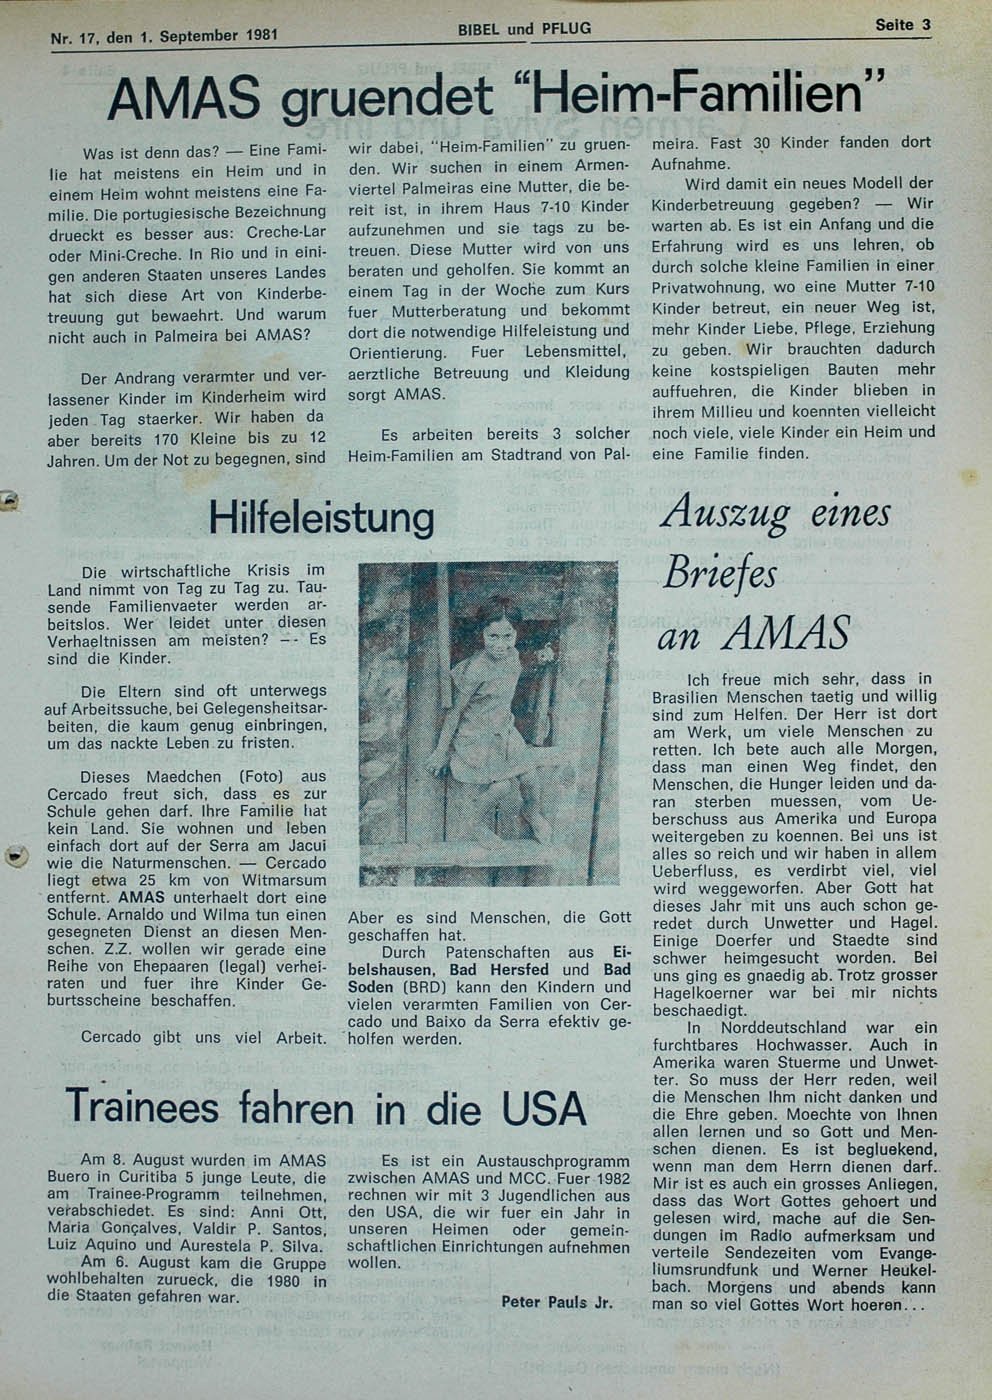 Nr. 17, den 1. September 1981
BIBEL und PFLUG
Seite 3
AMAS gruendet "Heim-Familien"
Was ist denn das? — Eine Fami-
lie hat meistens ein Heim und in
einem Heim wohnt meistens eine Fa-
milie. Die portugiesische Bezeichnung
drueckt es besser aus: Creche-Lar
oder Mini-Creche. In Rio und in eini-
gen anderen Staaten unseres Landes
hat sich diese Art von Kinderbe-
treuung gut bewaehrt. Und warum
nicht auch in Palmeira bei AMAS?
Der Andrang verarmter und ver-
lassener Kinder im Kinderheim wird
jeden Tag staerker. Wir haben da
aber bereits 170 Kleine bis zu 12
Jahren. Um der Not zu begegnen, sind
wir dabei, "Heim-Familien" zu gruen-
den. Wir suchen in einem Armen-
viertel Palmeiras eine Mutter, die be-
reit ist, in ihrem Haus 7-10 Kinder
aufzunehmen und sie tags zu be-
treuen. Diese Mutter wird von uns
beraten und geholfen. Sie kommt an
einem Tag in der Woche zum Kurs
fuer Mutterberatung und bekommt
dort die notwendige Hilfeleistung und
Orientierung. Fuer Lebensmittel,
aerztliche Betreuung und Kleidung
sorgt AMAS.
Es arbeiten bereits 3 solcher
Heim-Familien am Stadtrand von Pal-
meira. Fast 30 Kinder fanden dort
Aufnahme.
Wird damit ein neues Modell der
Kinderbetreuung gegeben? — Wir
warten ab. Es ist ein Anfang und die
Erfahrung wird es uns lehren, ob
durch solche kleine Familien in einer
Privatwohnung, wo eine Mutter 7-10
Kinder betreut, ein neuer Weg ist,
mehr Kinder Liebe, Pflege, Erziehung
zu geben. Wir brauchten dadurch
keine kostspieligen Bauten mehr
auffuehren, die Kinder blieben in
ihrem Millieu und koennten vielleicht
noch viele, viele Kinder ein Heim und
eine Familie finden.
Hilfeleistung
Die wirtschaftliche Krisis im
Land nimmt von Tag zu Tag zu. Tau-
sende Familienvaeter werden ar-
beitslos. Wer leidet unter diesen
Verhaeltnissen am meisten? -- Es
sind die Kinder.
Die Eltern sind oft unterwegs
auf Arbeitssuche, bei Gelegensheitsar-
beiten, die kaum genug einbringen,
um das nackte Leben zu fristen.
Dieses Maedchen (Foto) aus
Cercado freut sich, dass es zur
Schule gehen darf. Ihre Familie hat
kein Land. Sie wohnen und leben
einfach dort auf der Serra am Jacui
wie die Naturmenschen. — Cercado
liegt etwa 25 km von Witmarsum
entfernt. AMAS unterhaelt dort eine
Schule. Arnaldo und Wilma tun einen
gesegneten Dienst an diesen Men-
schen. Z.Z. wollen wir gerade eine
Reihe von Ehepaaren (legal) verhei-
raten und fuer ihre Kinder Ge-
burtsscheine beschaffen.
Cercado gibt uns viel Arbeit.
Aber es sind Menschen, die Gott
geschaffen hat.
Durch Patenschaften aus Ei-
belshausen, Bad Hersfed und Bad
Soden (BRD) kann den Kindern und
vielen verarmten Familien von Cer-
cado und Baixo da Serra efektiv ge-
holfen werden.
Auszug eines
Briefes
an AMAS
Ich freue mich sehr, dass in
Brasilien Menschen taetig und willig
sind zum Helfen. Der Herr ist dort
am Werk, um viele Menschen zu
retten. Ich bete auch alle Morgen,
dass man einen Weg findet, den
Menschen, die Hunger leiden und da-
ran sterben muessen, vom Ue-
berschuss aus Amerika und Europa
weitergeben zu koennen. Bei uns ist
alles so reich und wir haben in allem
Ueberfluss, es verdirbt viel, viel
wird weggeworfen. Aber Gott hat
dieses Jahr mit uns auch schon ge-
redet durch Unwetter und Hagel.
Einige Doerfer und Staedte sind
schwer heimgesucht worden. Bei
uns ging es gnaedig ab. Trotz grosser
Hagelkoerner war bei mir nichts
beschaedigt.
In Norddeutschland war ein
furchtbares Hochwasser. Auch in
Amerika waren Stuerme und Unwet-
ter. So muss der Herr reden, weil
die Menschen Ihm nicht danken und
die Ehre geben. Moechte von Ihnen
allen lernen und so Gott und Men-
schen dienen. Es ist begluekend,
wenn man dem Herrn dienen darf.
Mir ist es auch ein grosses Anliegen,
dass das Wort Gottes gehoert und
gelesen wird, mache auf die Sen-
dungen im Radio aufmerksam und
verteile Sendezeiten vom Evange-
liumsrundfunk und Werner Heukel-
bach. Morgens und abends kann
man so viel Gottes Wort hoeren...
Trainees fahren in die USA
Am 8. August wurden im AMAS
Buero in Curitiba 5 junge Leute, die
am Trainee-Programm teilnehmen,
verabschiedet. Es sind: Anni Ott,
Maria Gonçalves, Valdir P. Santos,
Luiz Aquino und Aurestela P. Silva.
Am 6. August kam die Gruppe
wohlbehalten zurueck, die 1980 in
die Staaten gefahren war.
Es ist ein Austauschprogramm
zwischen AMAS und MCC. Fuer 1982
rechnen wir mit 3 Jugendlichen aus
den USA, die wir fuer ein Jahr in
unseren Heimen oder gemein-
schaftlichen Einrichtungen aufnehmen
wollen.
Peter Pauls Jr.